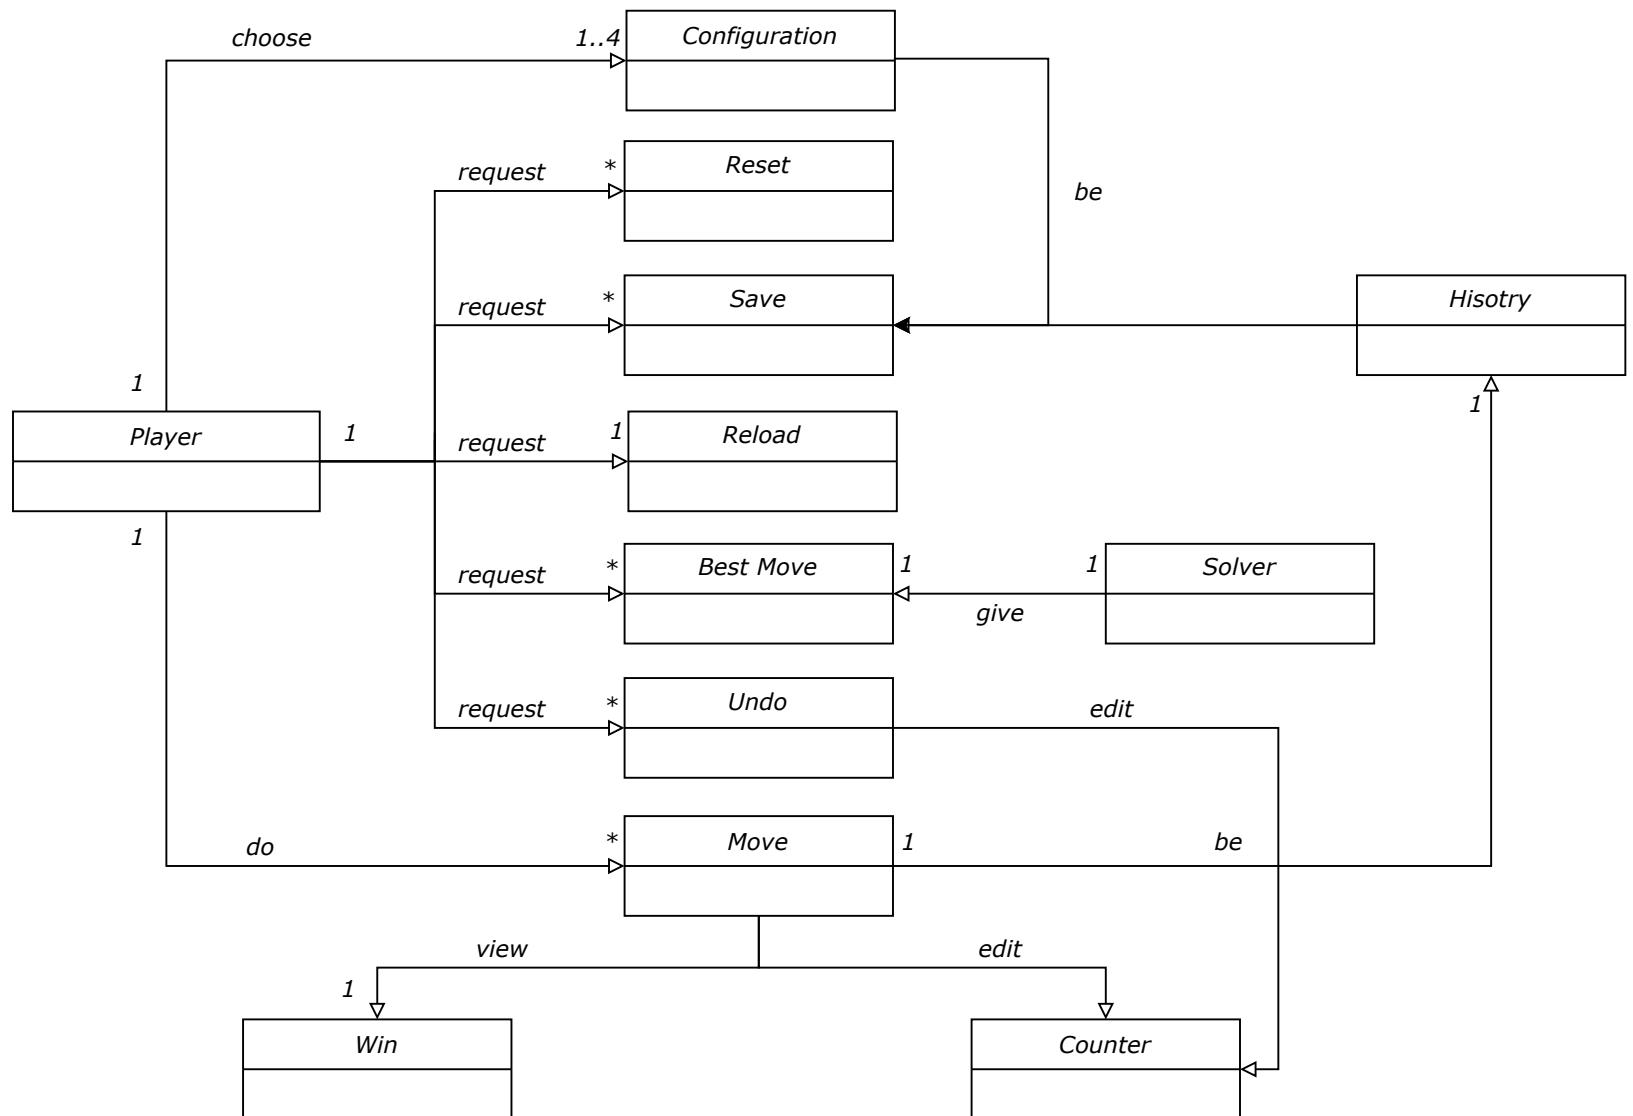 choose
1..4
Configuration
request
*
Reset
be
request
*
Save
Hisotry
1
1
Player
1
request
1
Reload
1
request
*
Best Move
1
1
Solver
give
request
*
Undo
edit
do
*
Move
1
be
view
edit
1
Win
Counter